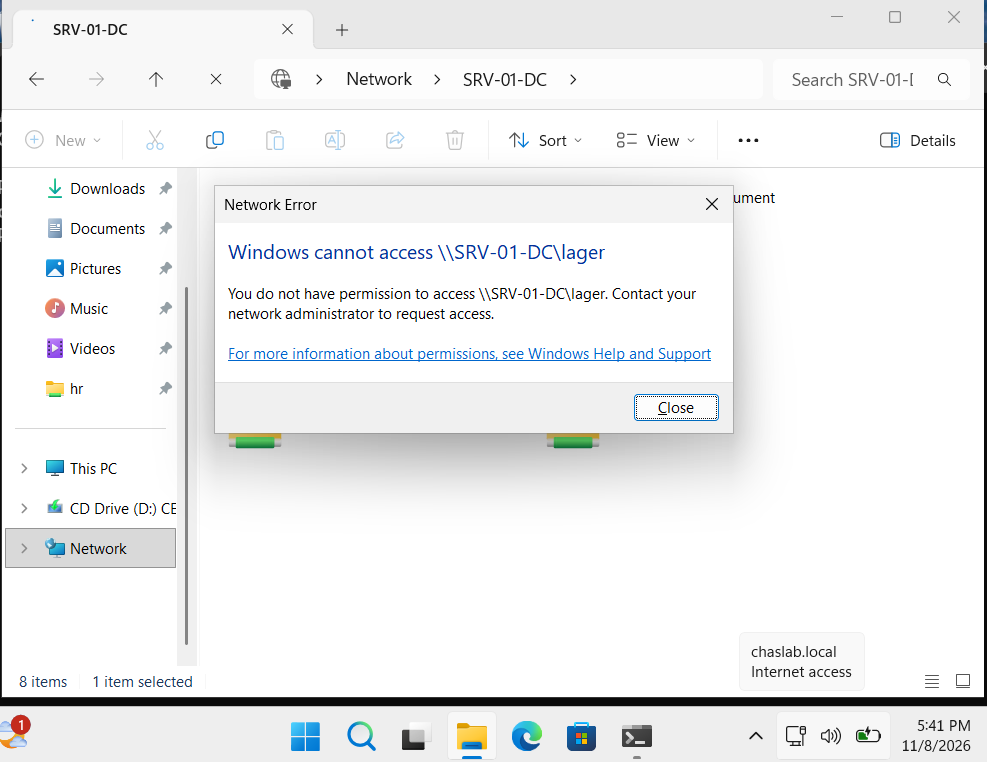 SRV-01-DC
Network
SRV-01-DC
Search SRV-01-
New
Sort
View
Details
Downloads
Documents
Pictures
Music
Videos
hr
This PC
CD Drive (D:) CE
Network
ument
Network Error
Windows cannot access \\SRV-01-DC\lager
You do not have permission to access \\SRV-01-DC\lager. Contact your
network administrator to request access.
For more information about permissions, see Windows Help and Support
Close
chaslab.local
Internet access
8 items
1 item selected
1
5:41 PM
11/8/2026